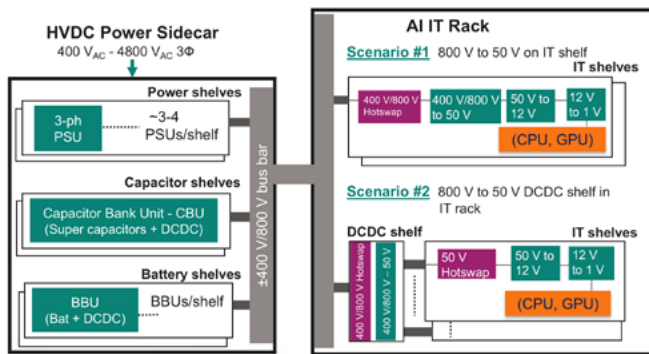 HVDC Power Sidecar
400 VAC - 4800 VAC 3Φ
Power shelves
3-ph
PSU
~3-4
PSUs/shelf
Capacitor shelves
Capacitor Bank Unit - CBU
(Super capacitors + DCDC)
Battery shelves
BBU
(Bat + DCDC)
BBUs/shelf
±400 V/800 V bus bar
AI IT Rack
Scenario #1 800 V to 50 V on IT shelf
IT shelves
400 V/800 V
Hotswap
400 V/800 V
to 50 V
50 V to
12 V
12 V
to 1 V
(CPU, GPU)
Scenario #2 800 V to 50 V DCDC shelf in
IT rack
DCDC shelf
400 V/800 V Hotswap
400 V/800 V – 50 V
IT shelves
50 V
Hotswap
50 V to
12 V
12 V
to 1 V
(CPU, GPU)